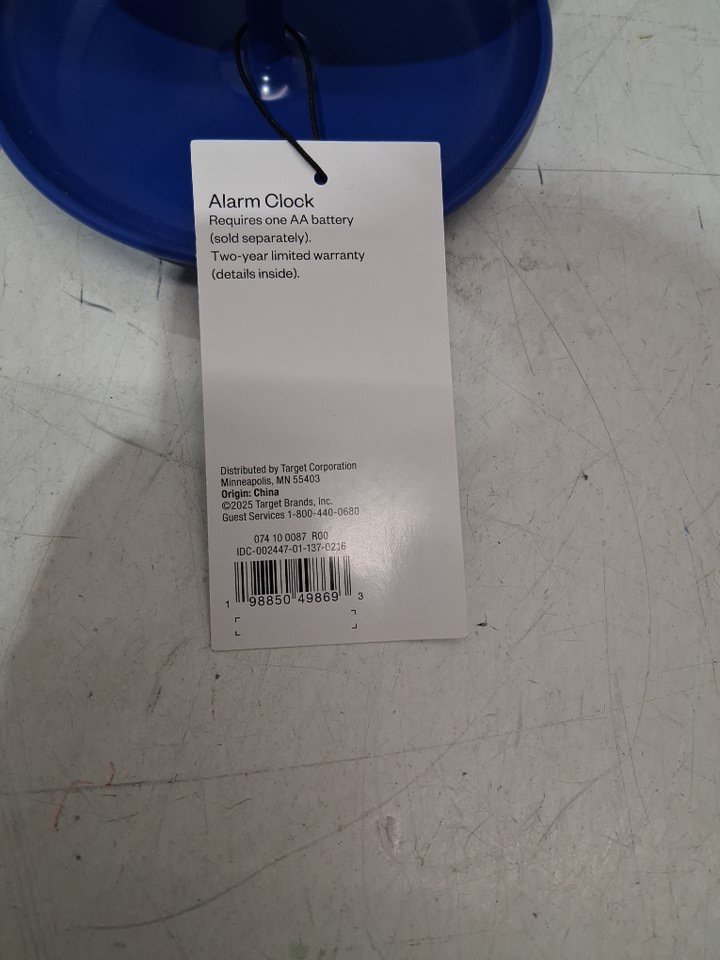 Alarm Clock
Requires one AA battery
(sold separately).
Two-year limited warranty
(details inside).
Distributed by Target Corporation
Minneapolis, MN 55403
Origin: China
©2025 Target Brands, Inc.
Guest Services 1-800-440-0680
074 10 0087 R00
IDC-002447-01-137-0216
1 98850 49869 3